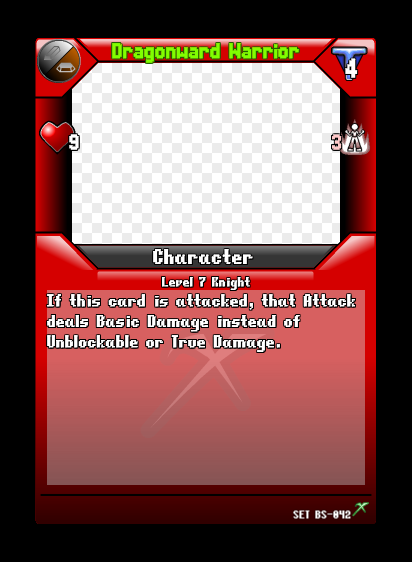 Dragonward Warrior
2
4
9
3
Character
Level 7 Knight
If this card is attacked, that Attack
deals Basic Damage instead of
Unblockable or True Damage.
SET BS-042